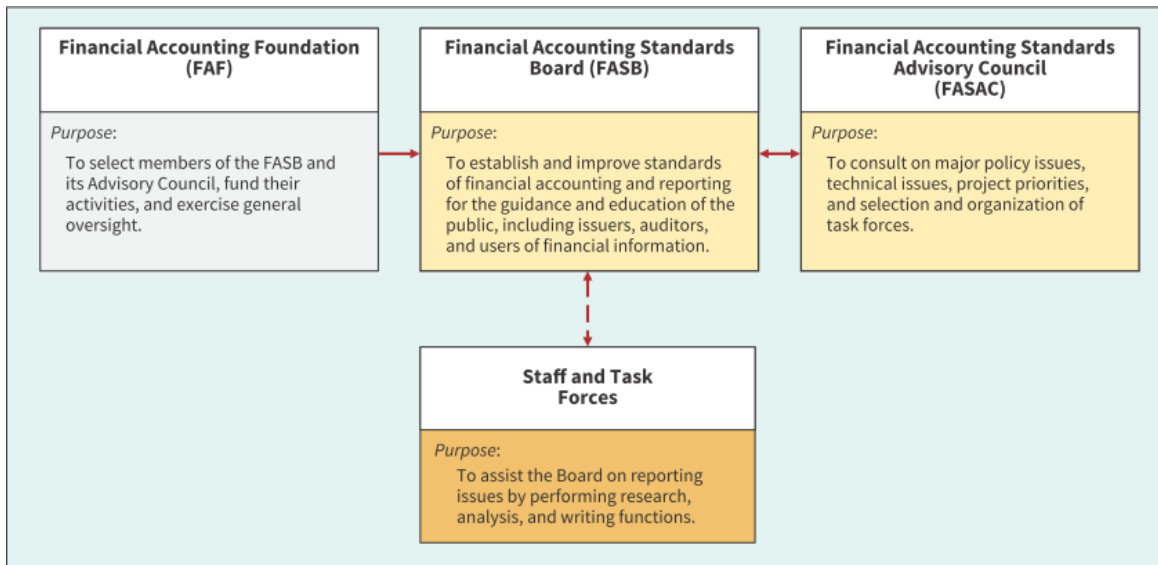 Financial Accounting Foundation
(FAF)
Purpose:
To select members of the FASB and
its Advisory Council, fund their
activities, and exercise general
oversight.
Financial Accounting Standards
Board (FASB)
Purpose:
To establish and improve standards
of financial accounting and reporting
for the guidance and education of the
public, including issuers, auditors,
and users of financial information.
Financial Accounting Standards
Advisory Council
(FASAC)
Purpose:
To consult on major policy issues,
technical issues, project priorities,
and selection and organization of
task forces.
Staff and Task
Forces
Purpose:
To assist the Board on reporting
issues by performing research,
analysis, and writing functions.